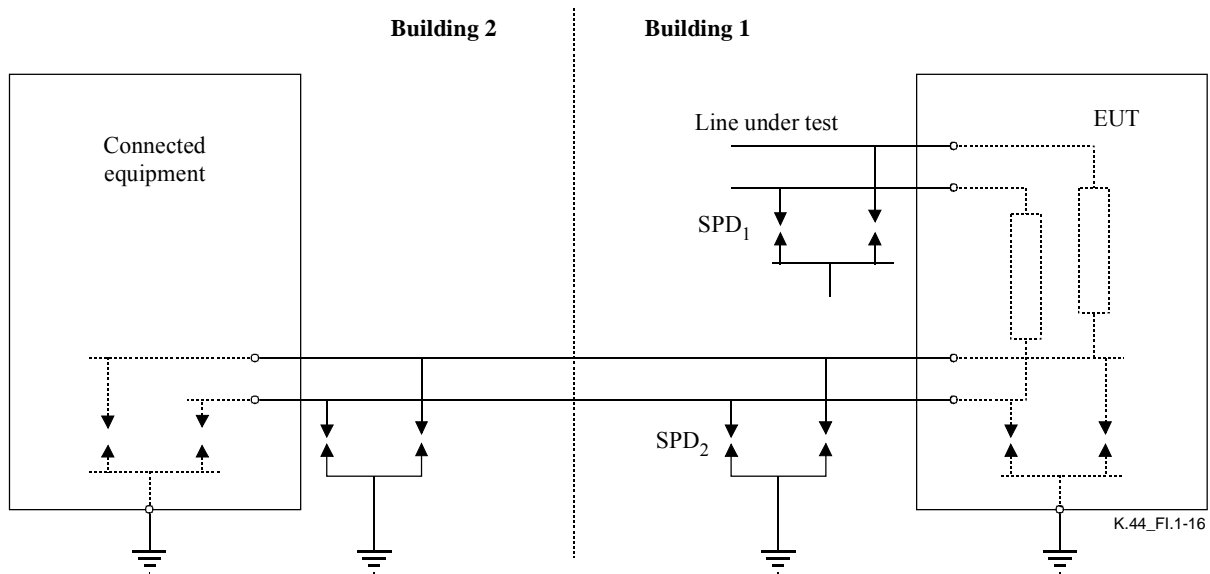 Building 2
Building 1
Connected
equipment
Line under test
EUT
SPD1
SPD2
K.44_FI.1-16